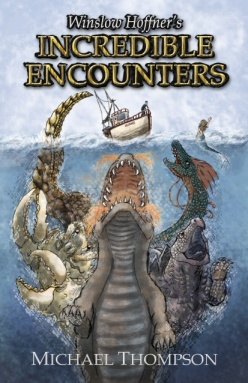 Winslow Hoffner's
INCREDIBLE
ENCOUNTERS
MICHAEL THOMPSON